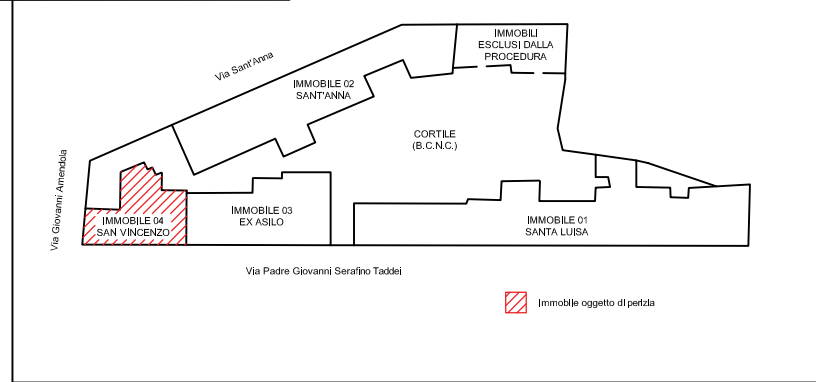 IMMOBILI
ESCLUSI DALLA
PROCEDURA
Via Sant'Anna
IMMOBILE 02
SANT'ANNA
CORTILE
(B.C.N.C.)
Via Giovanni Amendola
IMMOBILE 04
SAN VINCENZO
IMMOBILE 03
EX ASILO
IMMOBILE 01
SANTA LUISA
Via Padre Giovanni Serafino Taddei
Immobile oggetto di perizia